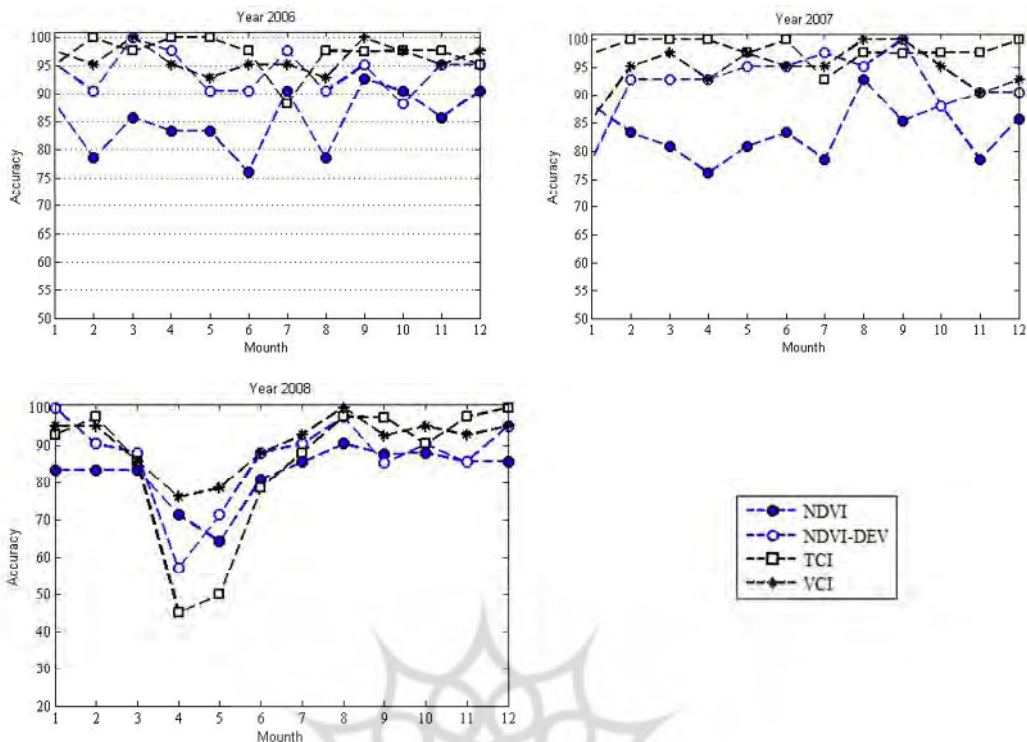 Year 2006
100
95
90
85
80
75
70
65
60
55
50
Accuracy
1 2 3 4 5 6 7 8 9 10 11 12
Mounth
Year 2007
100
95
90
85
80
75
70
65
60
55
50
Accuracy
1 2 3 4 5 6 7 8 9 10 11 12
Mounth
Year 2008
100
90
80
70
60
50
40
30
20
Accuracy
1 2 3 4 5 6 7 8 9 10 11 12
Mounth
NDVI
NDVI-DEV
TCI
VCI